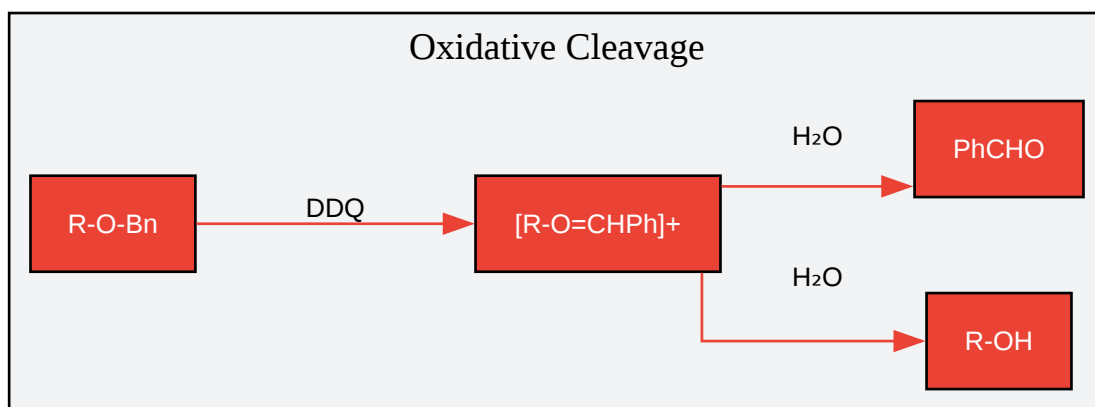 Oxidative Cleavage
R-O-Bn
DDQ
[R-O=CHPh]+
H₂O
PhCHO
H₂O
R-OH